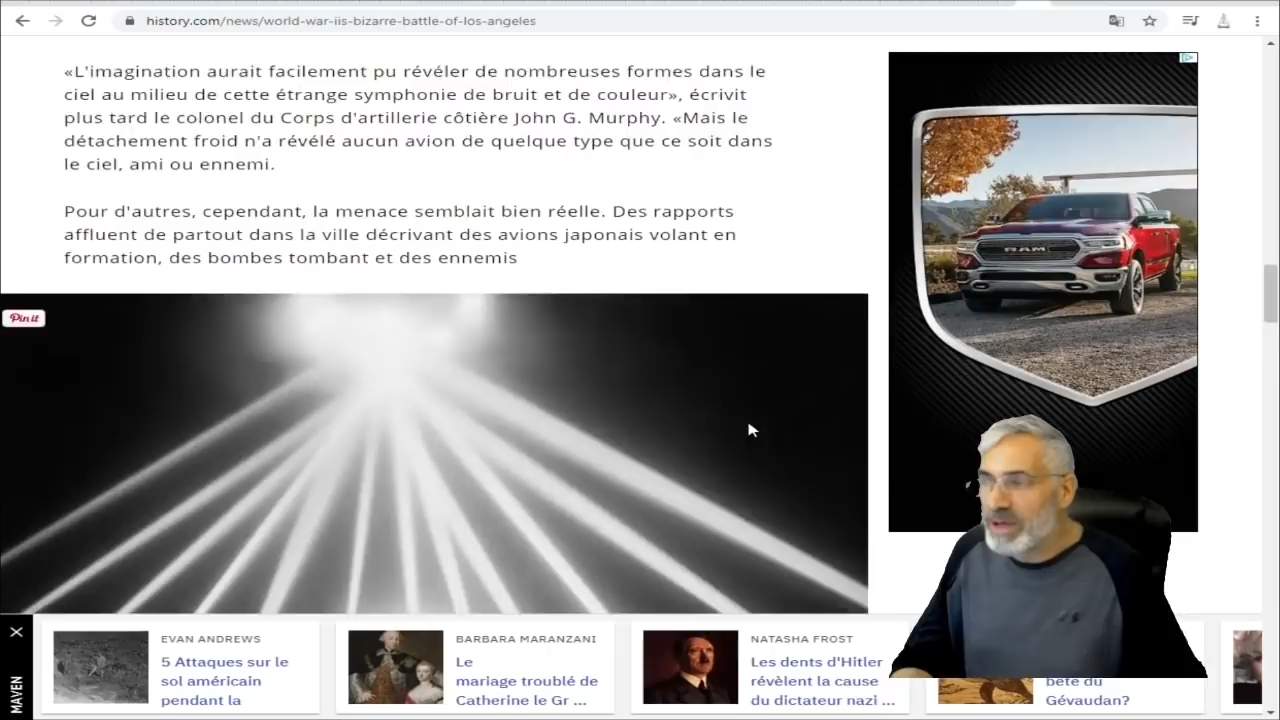 history.com/news/world-war-iis-bizarre-battle-of-los-angeles
«L'imagination aurait facilement pu révéler de nombreuses formes dans le
ciel au milieu de cette étrange symphonie de bruit et de couleur», écrivit
plus tard le colonel du Corps d'artillerie côtière John G. Murphy. «Mais le
détachement froid n'a révélé aucun avion de quelque type que ce soit dans
le ciel, ami ou ennemi.
Pour d'autres, cependant, la menace semblait bien réelle. Des rapports
affluent de partout dans la ville décrivant des avions japonais volant en
formation, des bombes tombant et des ennemis
RAM
Pin it
EVAN ANDREWS
5 Attaques sur le
sol américain
pendant la
BARBARA MARANZANI
Le
mariage troublé de
Catherine le Gr ...
NATASHA FROST
Les dents d'Hitler
révèlent la cause
du dictateur nazi ...
bête du
Gévaudan?
MAVEN